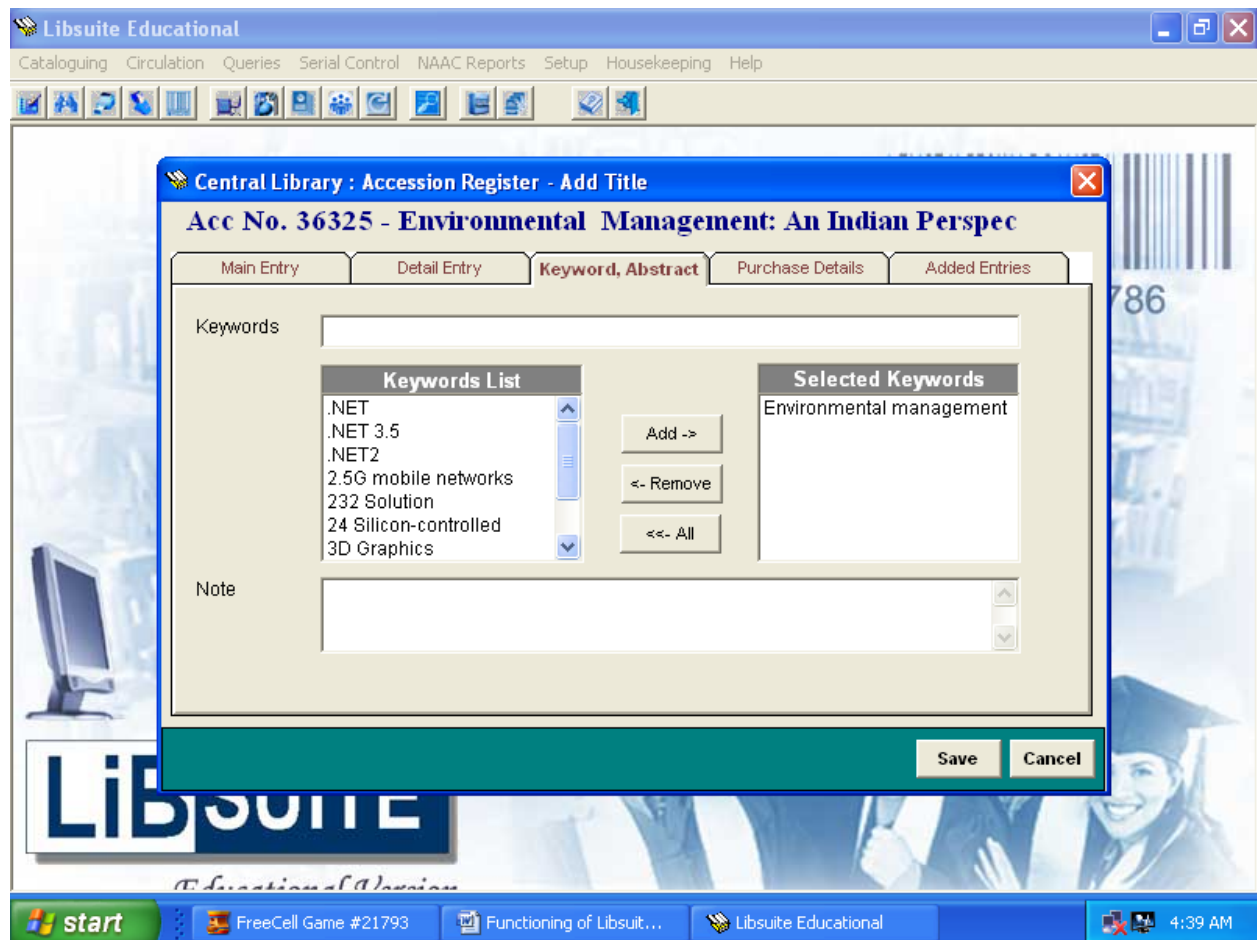 Libsuite Educational
Cataloguing Circulation Queries Serial Control NAAC Reports Setup Housekeeping Help
Central Library : Accession Register - Add Title
Acc No. 36325 - Environmental Management: An Indian Perspec
Main Entry Detail Entry Keyword, Abstract Purchase Details Added Entries
786
Keywords
Keywords List Selected Keywords
.NET Environmental management
.NET 3.5
Add ->
.NET2
2.5G mobile networks
<- Remove
232 Solution
24 Silicon-controlled
<<- All
3D Graphics
Note
Save Cancel
LiBSUITE
Educational Version
start FreeCell Game #21793 Functioning of Libsuit... Libsuite Educational 4:39 AM